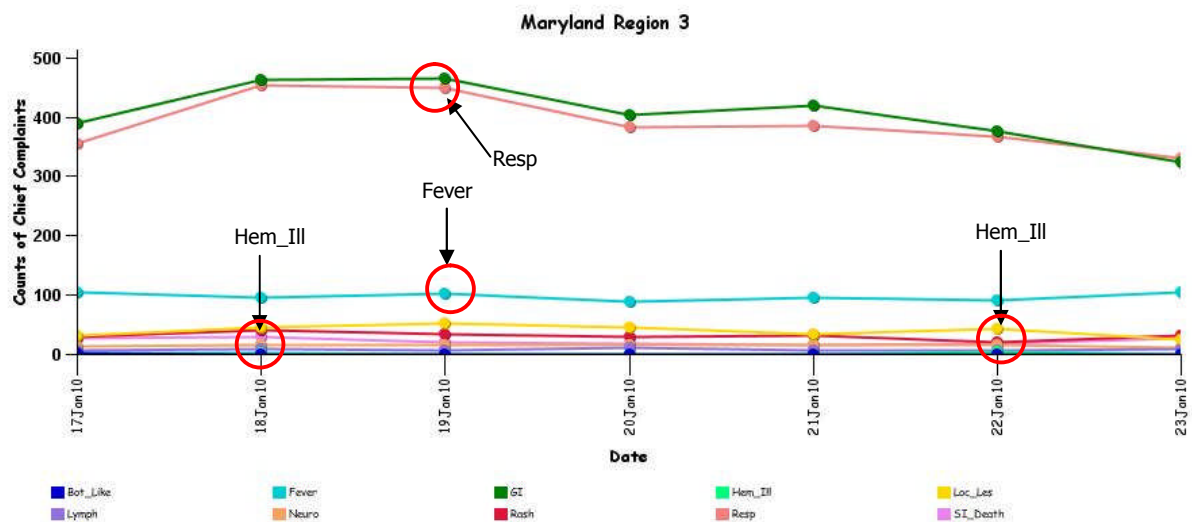 Maryland Region 3
Counts of Chief Complaints
500
400
300
200
100
0
Resp
Fever
Hem_Ill
Hem_Ill
17Jan10
18Jan10
19Jan10
20Jan10
21Jan10
22Jan10
23Jan10
Date
Bot_Like Fever GI Hem_Ill Loc_Les
Lymph Neuro Rash Resp SI_Death